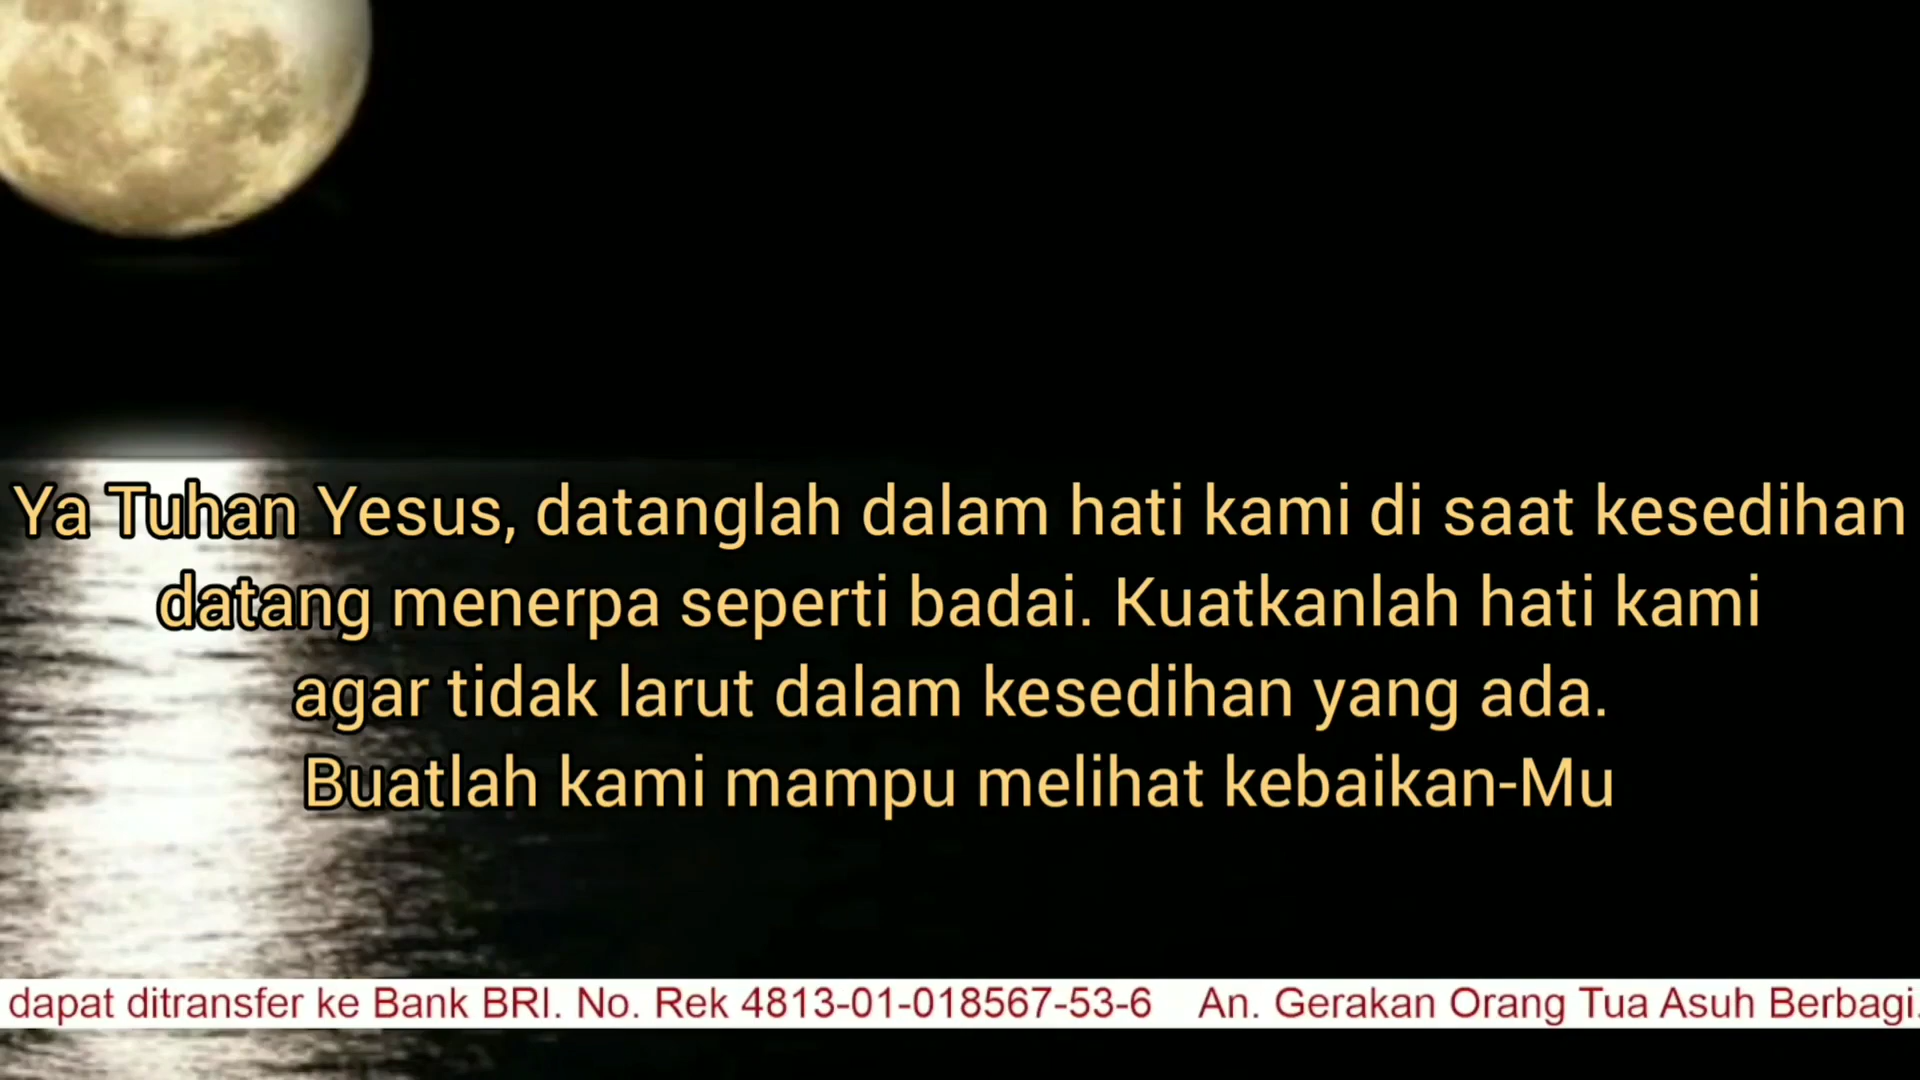 Ya Tuhan Yesus, datanglah dalam hati kami di saat kesedihan
datang menerpa seperti badai. Kuatkanlah hati kami
agar tidak larut dalam kesedihan yang ada.
Buatlah kami mampu melihat kebaikan-Mu
dapat ditransfer ke Bank BRI. No. Rek 4813-01-018567-53-6 An. Gerakan Orang Tua Asuh Berbagi.